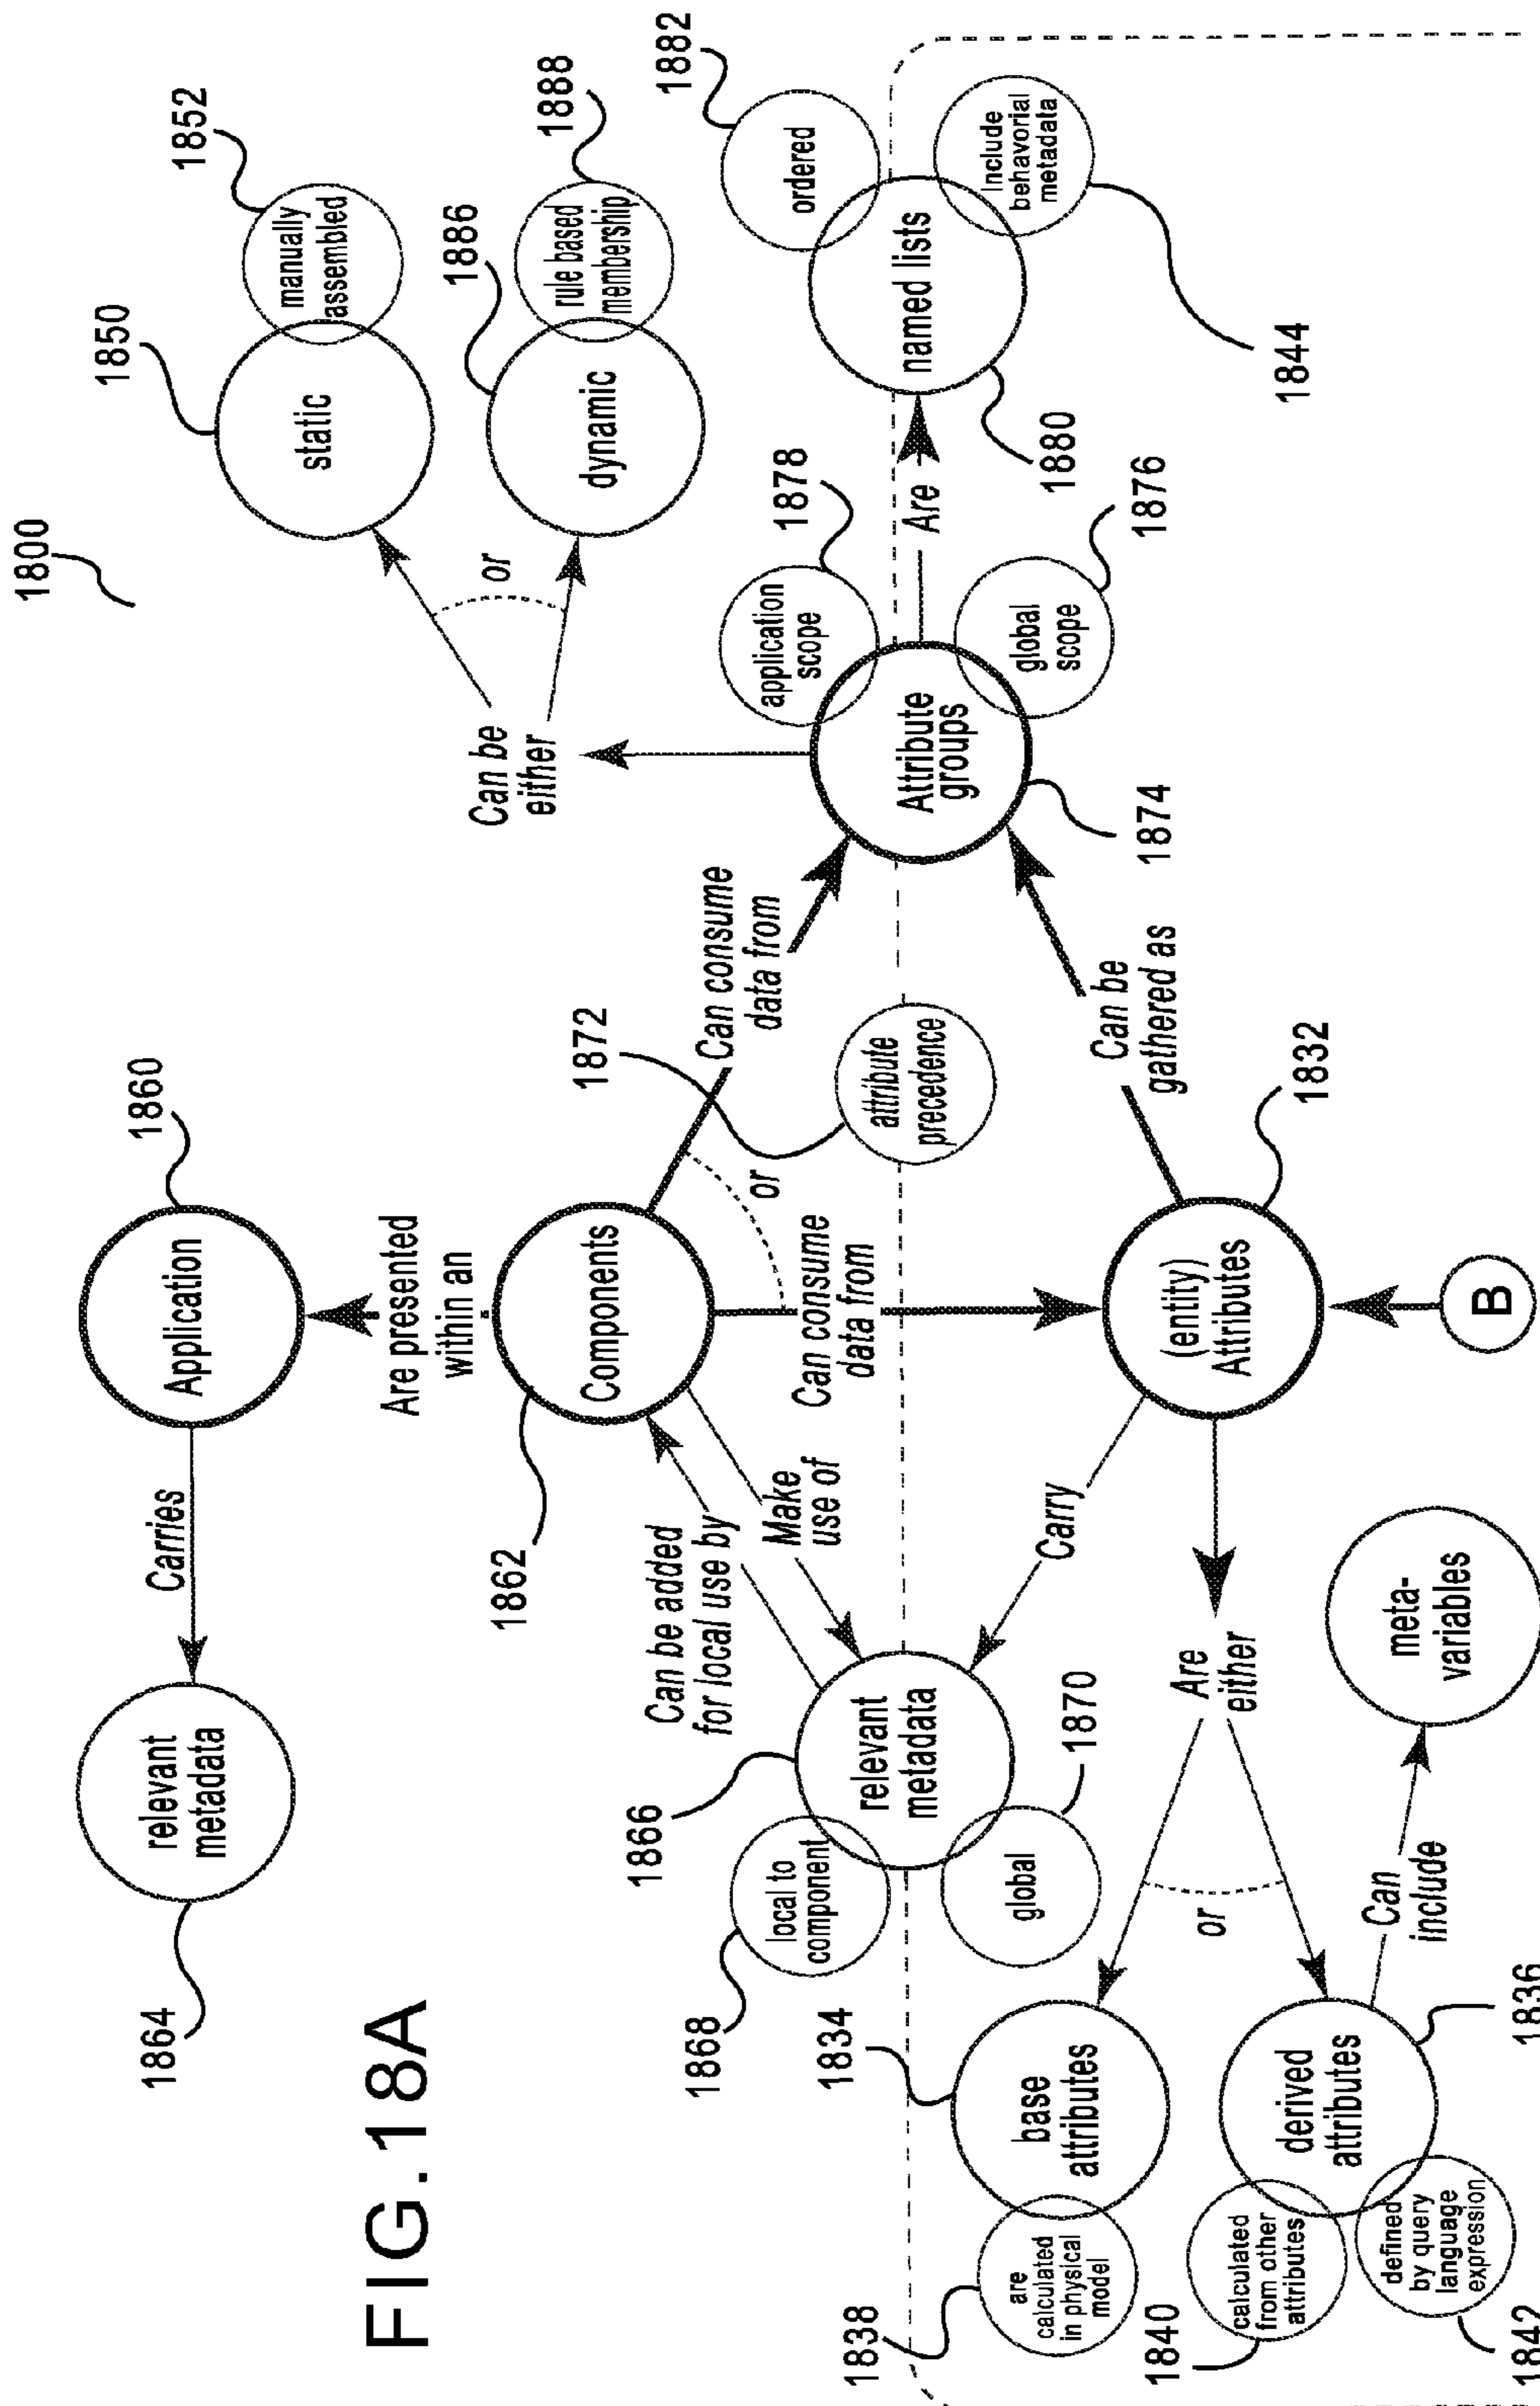 FIG.18A
1800
1864
relevant
metadata
Carries
Application
1860
Are presented
within an
1850
static
manually
assembled
1852
Can be
either
or
1886
dynamic
rule based
membership
1888
1862
Components
Can be added
for local use by
Make
use of
Can consume
data from
or
Can consume
data from
1872
attribute
precedence
1866
relevant
metadata
1868
local to
component
global
1870
Attribute
groups
1874
application
scope
1878
global
scope
1876
Are
named lists
1880
ordered
1882
Include
behavorial
metadata
1844
Carry
Can be
gathered as
(entity)
Attributes
1832
B
Are
either
or
1834
base
attributes
1838
are
calculated
in physical
model
derived
attributes
1836
1840
calculated
from other
attributes
1842
defined
by query
language
expression
Can
include
meta-
variables